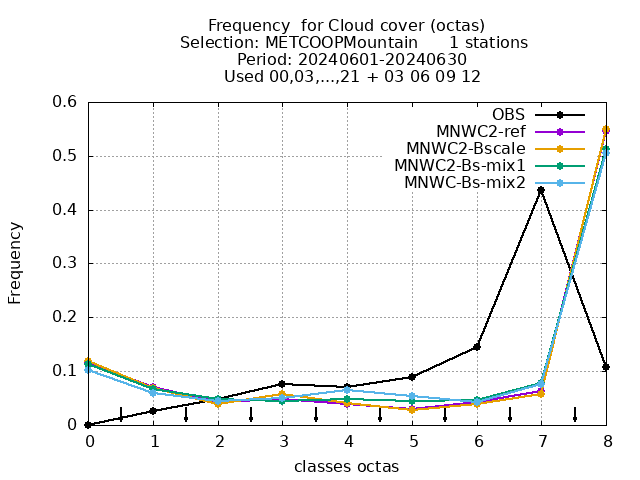 Frequency  for Cloud cover (octas)
Selection: METCOOPMountain      1 stations
Period: 20240601-20240630
Used 00,03,...,21 + 03 06 09 12
OBS
MNWC2-ref
MNWC2-Bscale
MNWC2-Bs-mix1
MNWC-Bs-mix2
Frequency
0.6
0.5
0.4
0.3
0.2
0.1
0
0 1 2 3 4 5 6 7 8
classes octas